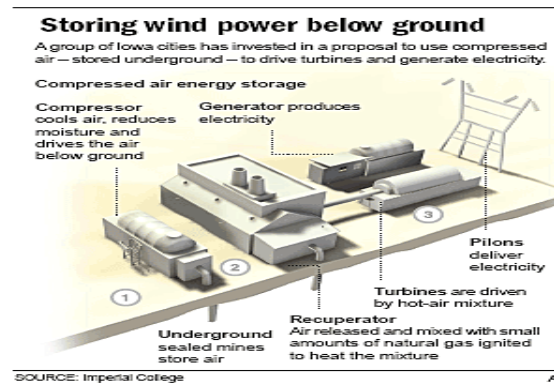 Storing wind power below ground
A group of Iowa cities has invested in a proposal to use compressed
air – stored underground – to drive turbines and generate electricity.
Compressed air energy storage
Compressor
cools air, reduces
moisture and
drives the air
below ground
Generator produces
electricity
1
2
3
Pilons
deliver
electricity
Turbines are driven
by hot-air mixture
Underground
sealed mines
store air
Recuperator
Air released and mixed with small
amounts of natural gas ignited
to heat the mixture
SOURCE: Imperial College